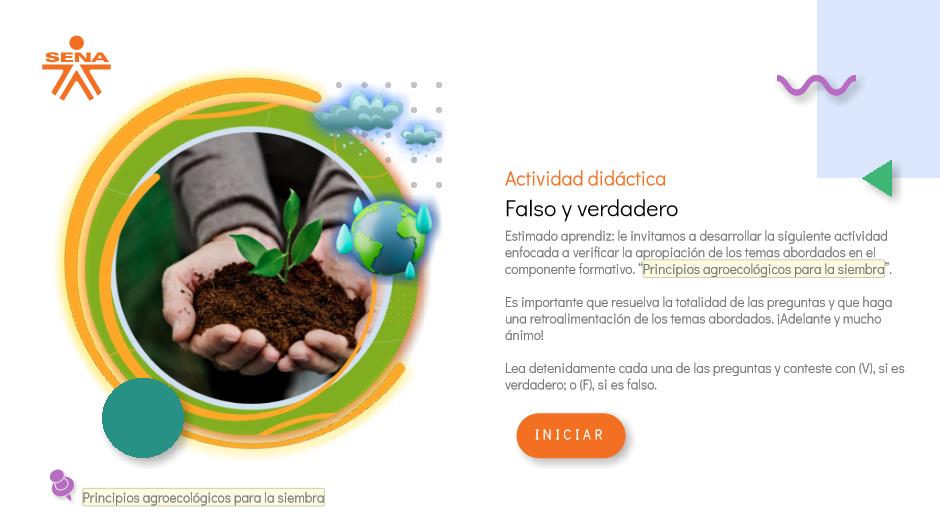 SENA
Actividad didáctica
Falso y verdadero
Estimado aprendiz: le invitamos a desarrollar la siguiente actividad
enfocada a verificar la apropiación de los temas abordados en el
componente formativo. “Principios agroecológicos para la siembra”.
Es importante que resuelva la totalidad de las preguntas y que haga
una retroalimentación de los temas abordados. ¡Adelante y mucho
ánimo!
Lea detenidamente cada una de las preguntas y conteste con (V), si es
verdadero; o (F), si es falso.
INICIAR
Principios agroecológicos para la siembra